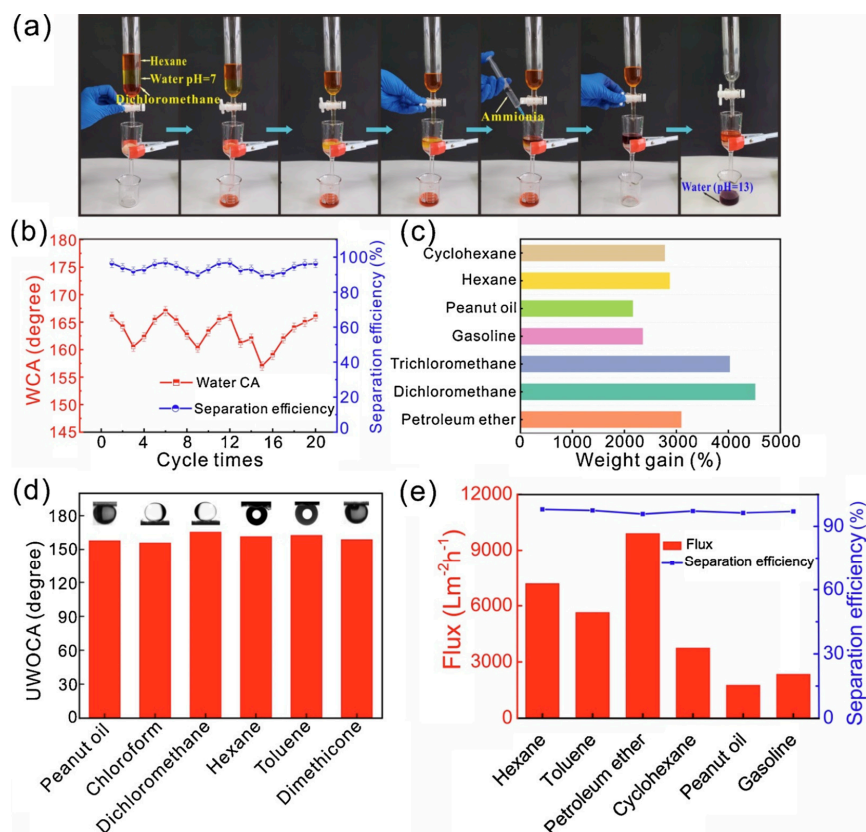 (a)
Hexane
Water pH=7
Dichloromethane
Ammionia
Water (pH=13)
(b)
180
175
170
165
160
155
150
145
WCA (degree)
100
80
60
40
20
0
Separation efficiency (%)
Water CA
Separation efficiency
0 4 8 12 16 20
Cycle times
(c)
Cyclohexane
Hexane
Peanut oil
Gasoline
Trichloromethane
Dichloromethane
Petroleum ether
0 1000 2000 3000 4000 5000
Weight gain (%)
(d)
180
150
120
90
60
30
0
UWOCA (degree)
Peanut oil
Chloroform
Dichloromethane
Hexane
Toluene
Dimethicone
(e)
12000
9000
6000
3000
0
Flux (Lm⁻²h⁻¹)
Flux
Separation efficiency
90
60
30
0
Separation efficiency (%)
Hexane
Toluene
Petroleum ether
Cyclohexane
Peanut oil
Gasoline